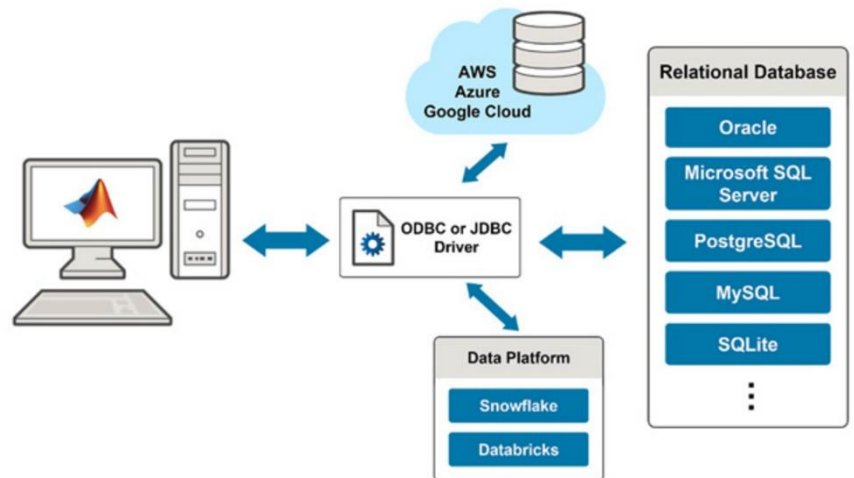 AWS
Azure
Google Cloud
ODBC or JDBC
Driver
Relational Database
Oracle
Microsoft SQL
Server
PostgreSQL
MySQL
SQLite
Data Platform
Snowflake
Databricks